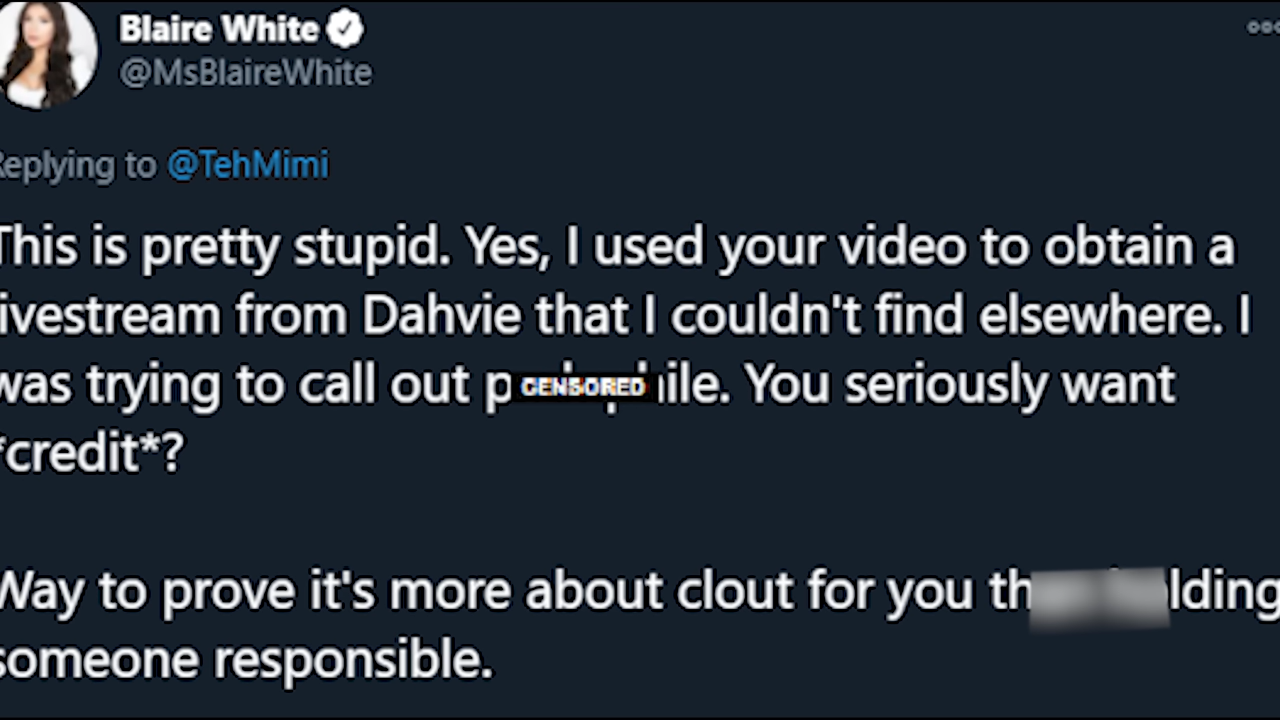 Blaire White
@MsBlaireWhite
Replying to @TehMimi
This is pretty stupid. Yes, I used your video to obtain a
livestream from Dahvie that I couldn't find elsewhere. I
was trying to call out CENSORED You seriously want
*credit*?
Way to prove it's more about clout for you
someone responsible.